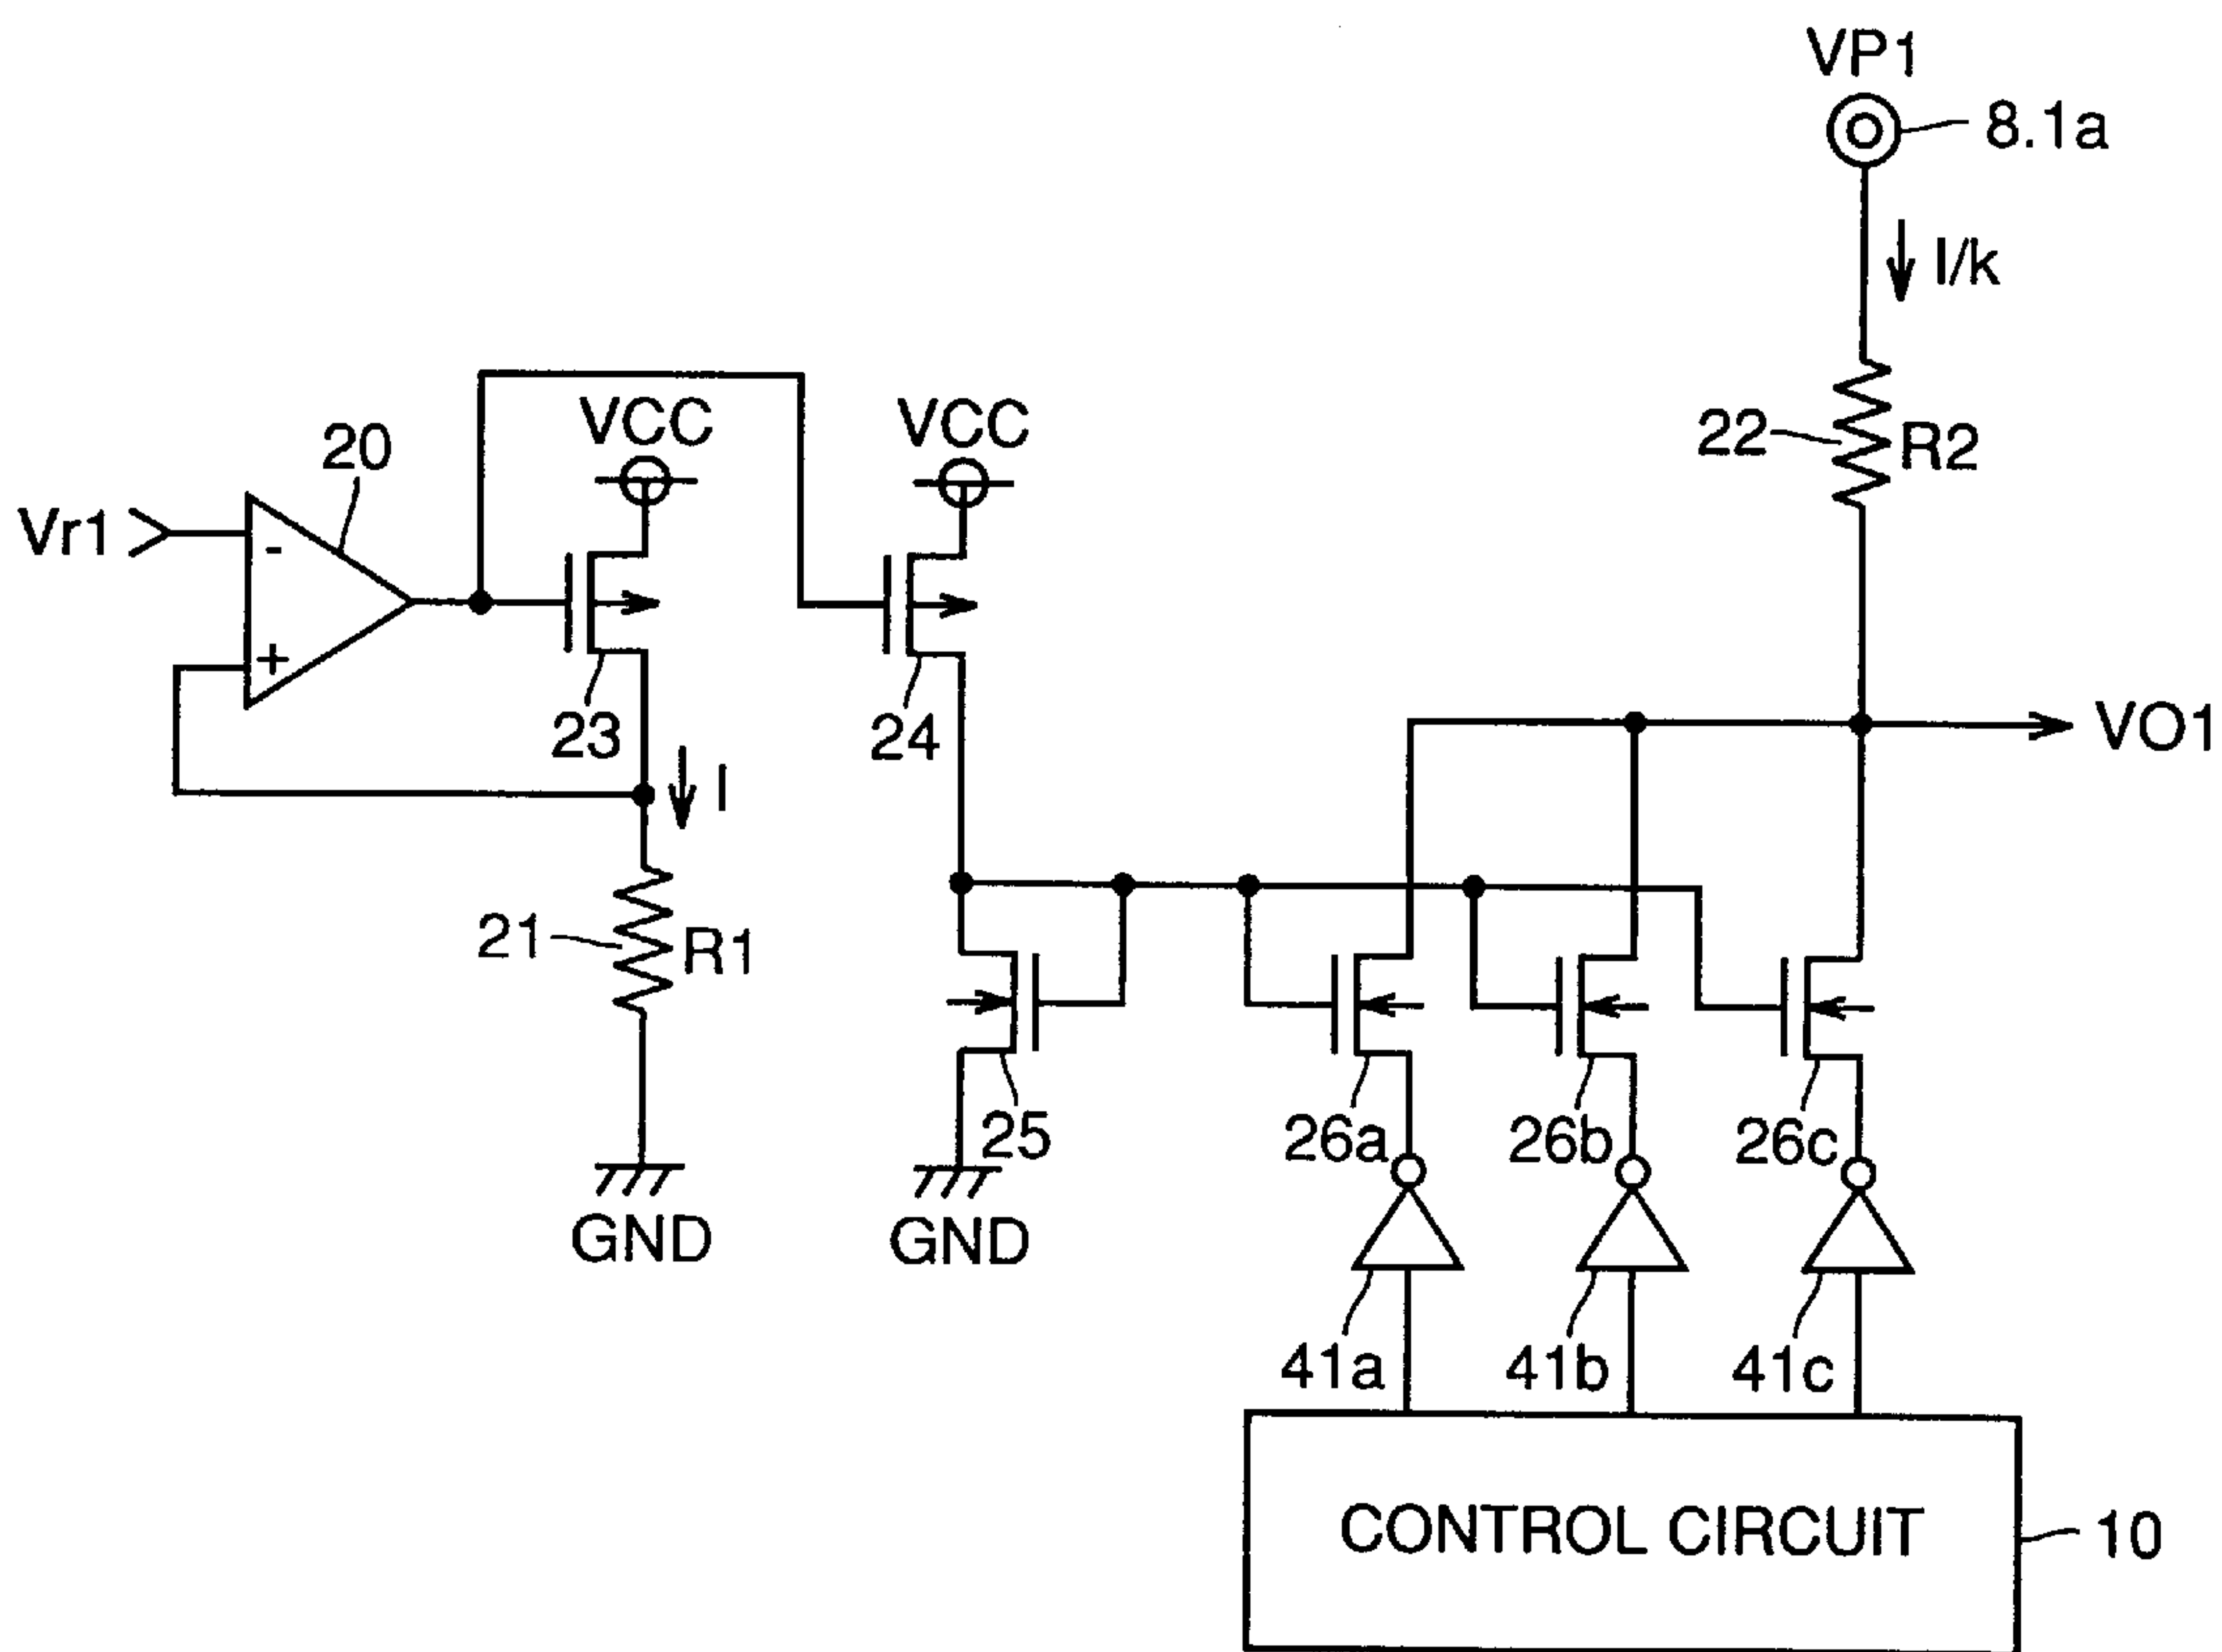 VP1
8.1a
I/k
22
R2
VCC
VCC
20
Vr1
-
+
23
24
VO1
I
21
R1
25
26a
26b
26c
GND
GND
41a
41b
41c
CONTROL CIRCUIT
10